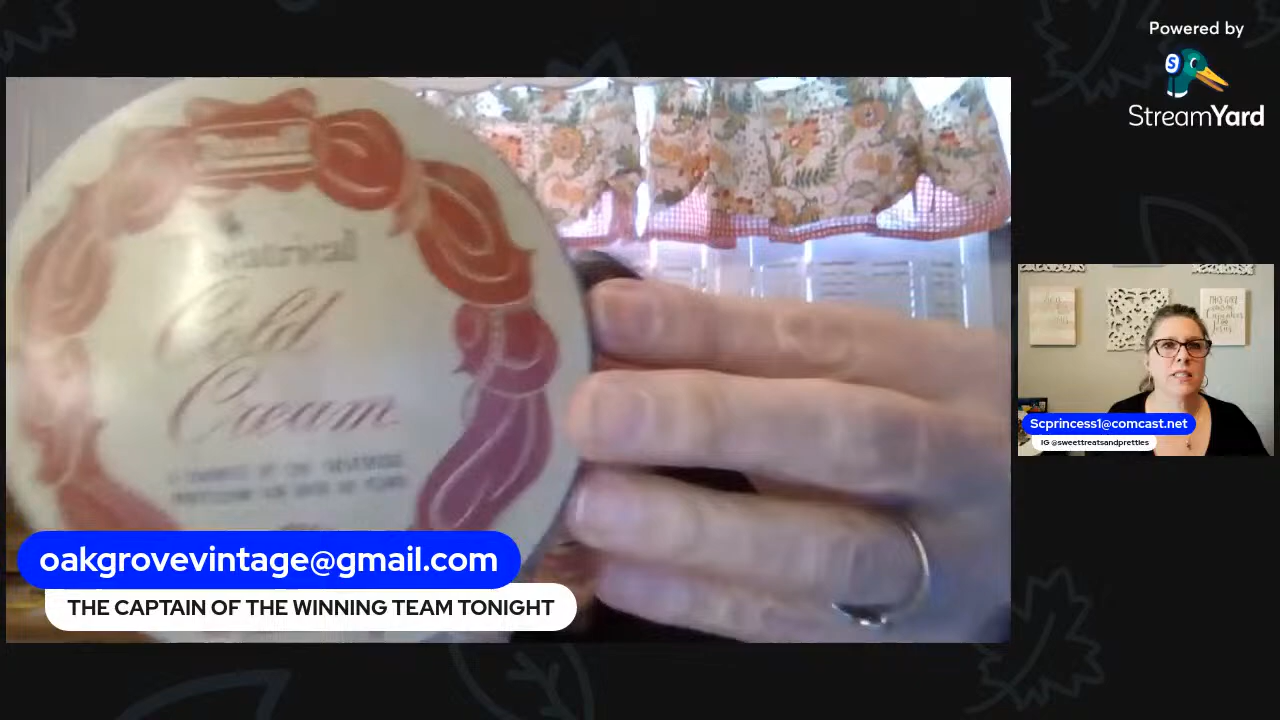 Powered by
StreamYard
Cold
Cream
oakgrovevintage@gmail.com
THE CAPTAIN OF THE WINNING TEAM TONIGHT
Scprincess1@comcast.net
IG @sweettreatsandpretties